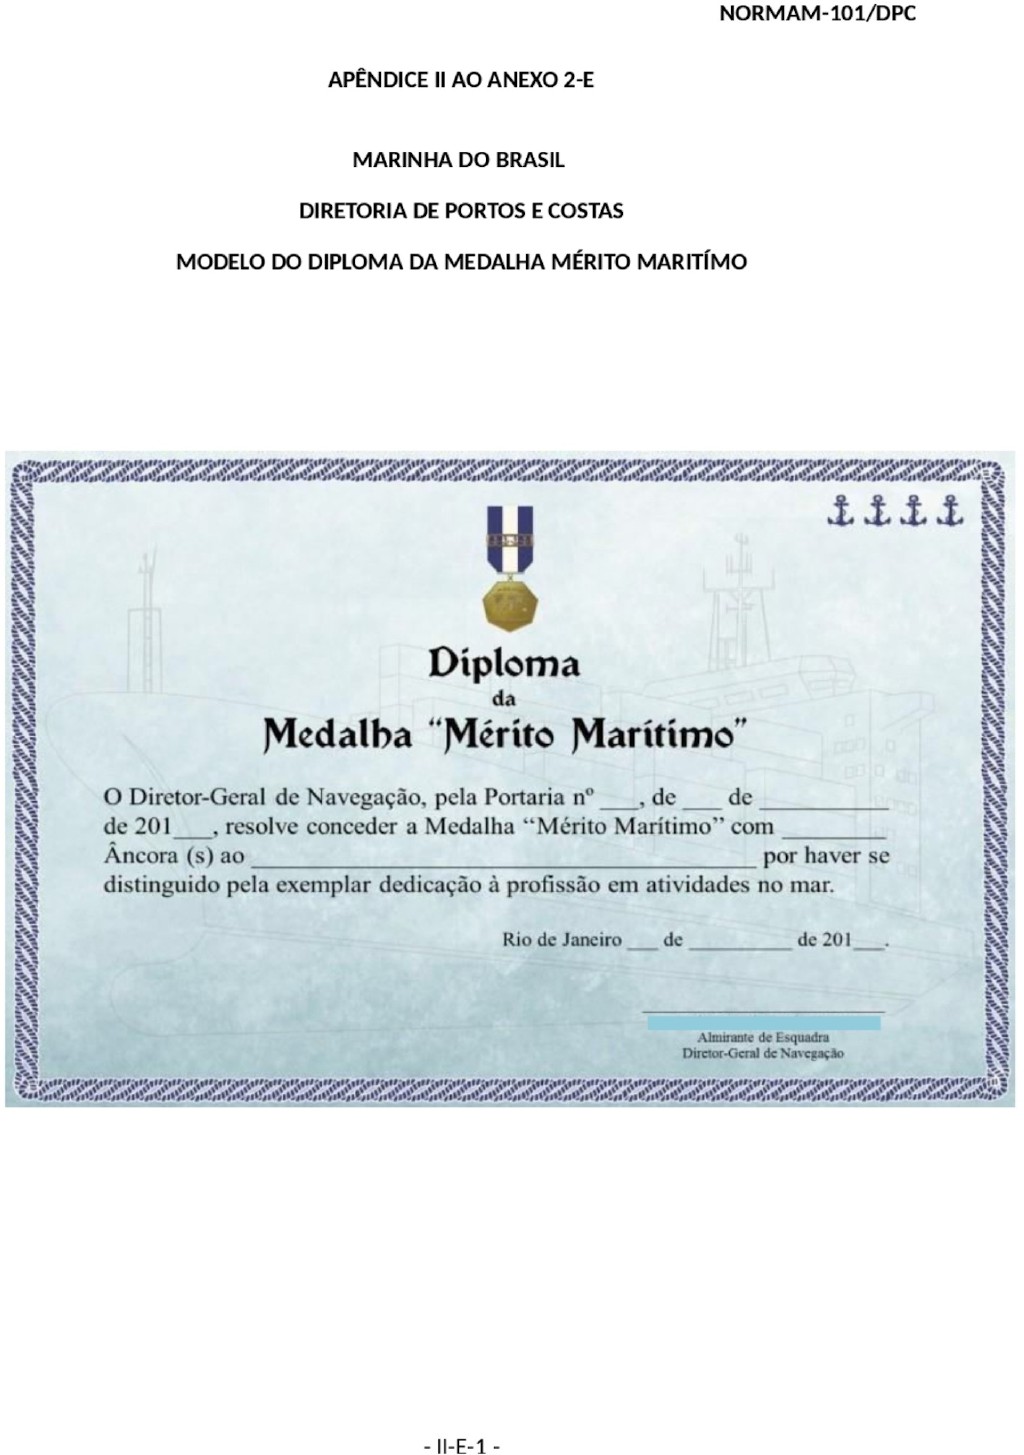 NORMAM-101/DPC
APÊNDICE II AO ANEXO 2-E
MARINHA DO BRASIL
DIRETORIA DE PORTOS E COSTAS
MODELO DO DIPLOMA DA MEDALHA MÉRITO MARITÍMO
Diploma
da
Medalha “Mérito Marítimo”
O Diretor-Geral de Navegação, pela Portaria nº ___, de ___ de __________
de 201___, resolve conceder a Medalha “Mérito Marítimo” com ________
Âncora (s) ao _______________________________________ por haver se
distinguido pela exemplar dedicação à profissão em atividades no mar.
Rio de Janeiro ___ de __________ de 201___.
Almirante de Esquadra
Diretor-Geral de Navegação
- II-E-1 -